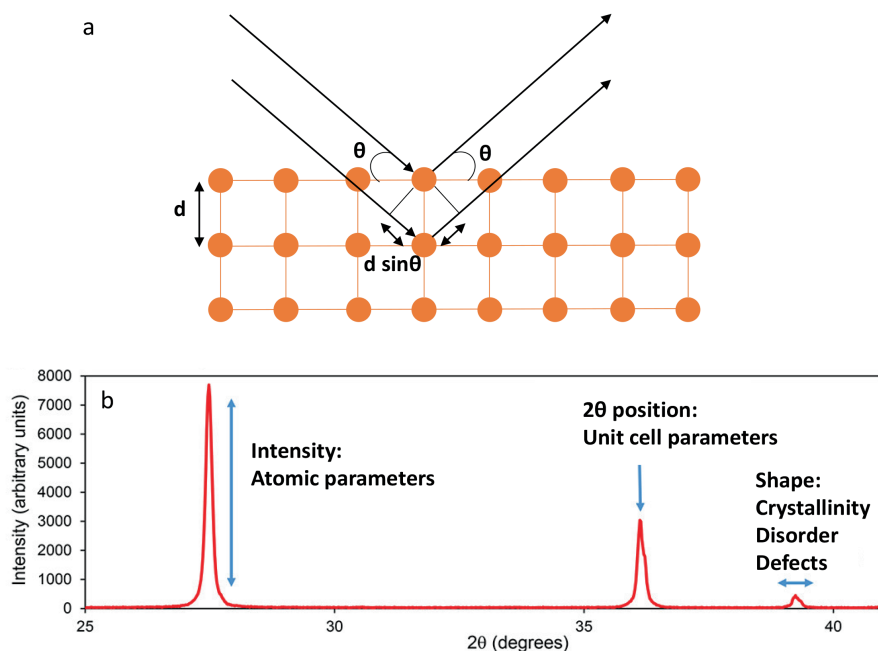 a
θ
θ
d
d sinθ
b
8000
7000
6000
5000
4000
3000
2000
1000
0
Intensity (arbitrary units)
Intensity:
Atomic parameters
2θ position:
Unit cell parameters
Shape:
Crystallinity
Disorder
Defects
25
30
35
40
2θ (degrees)